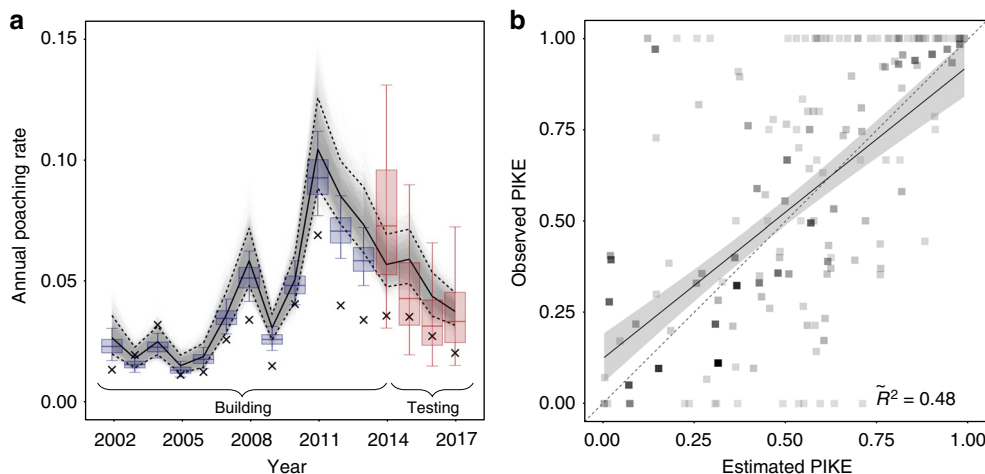 a
Annual poaching rate
0.15
0.10
0.05
0.00
Building
Testing
2002 2005 2008 2011 2014 2017
Year
b
Observed PIKE
1.00
0.75
0.50
0.25
0.00
R̃² = 0.48
0.00 0.25 0.50 0.75 1.00
Estimated PIKE